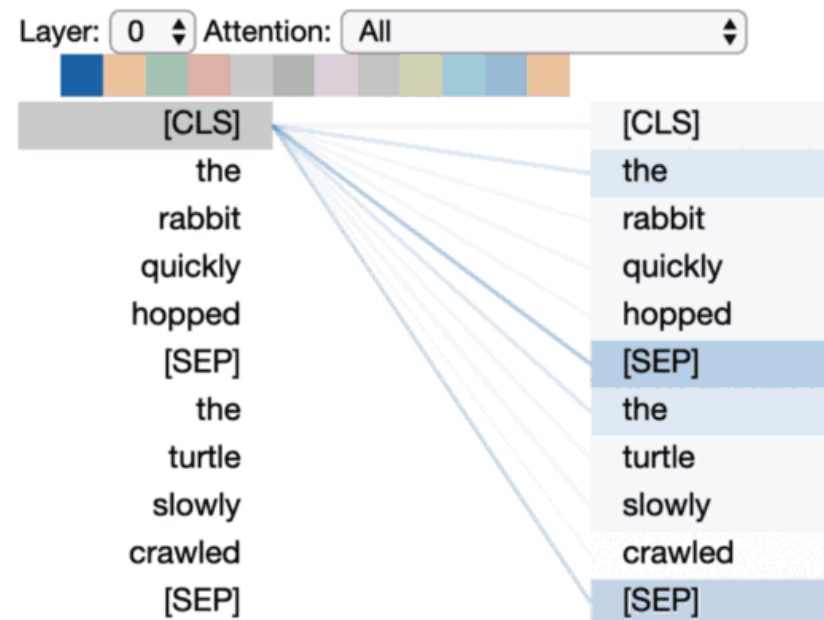 Layer: 0 Attention: All
[CLS] [CLS]
the the
rabbit rabbit
quickly quickly
hopped hopped
[SEP] [SEP]
the the
turtle turtle
slowly slowly
crawled crawled
[SEP] [SEP]